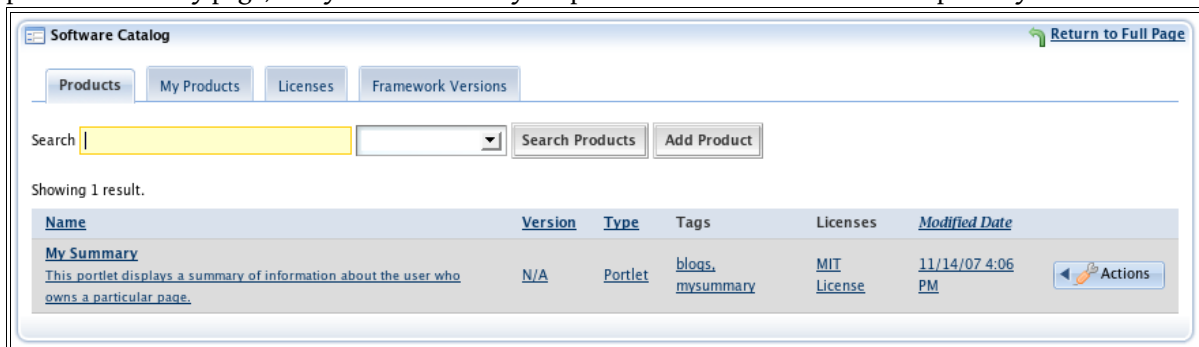 Software Catalog Return to Full Page
Products My Products Licenses Framework Versions
Search Search Products Add Product
Showing 1 result.
Name Version Type Tags Licenses Modified Date
My Summary
This portlet displays a summary of information about the user who
owns a particular page.
N/A
Portlet
blogs,
mysummary
MIT
License
11/14/07 4:06
PM
Actions